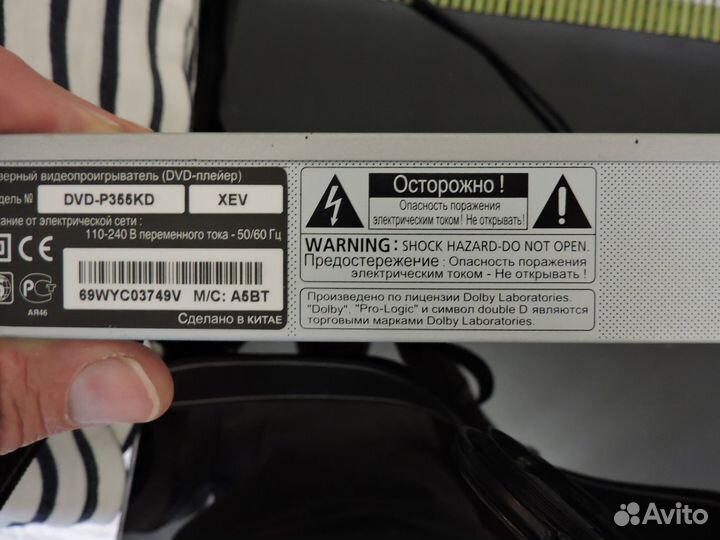 верный видеопроигрыватель (DVD-плейер)
дель № DVD-P355KD XEV
ание от электрической сети :
110-240 В переменного тока - 50/60 Гц
CE
69WYC03749V M/C: A5BT
АЯ46
Сделано в КИТАЕ
Осторожно !
Опасность поражения
электрическим током ! Не открывать!
WARNING : SHOCK HAZARD-DO NOT OPEN.
Предостережение : Опасность поражения
электрическим током - Не открывать !
Произведено по лицензии Dolby Laboratories.
"Dolby", "Pro-Logic" и символ double D являются
торговыми марками Dolby Laboratories.
Avito